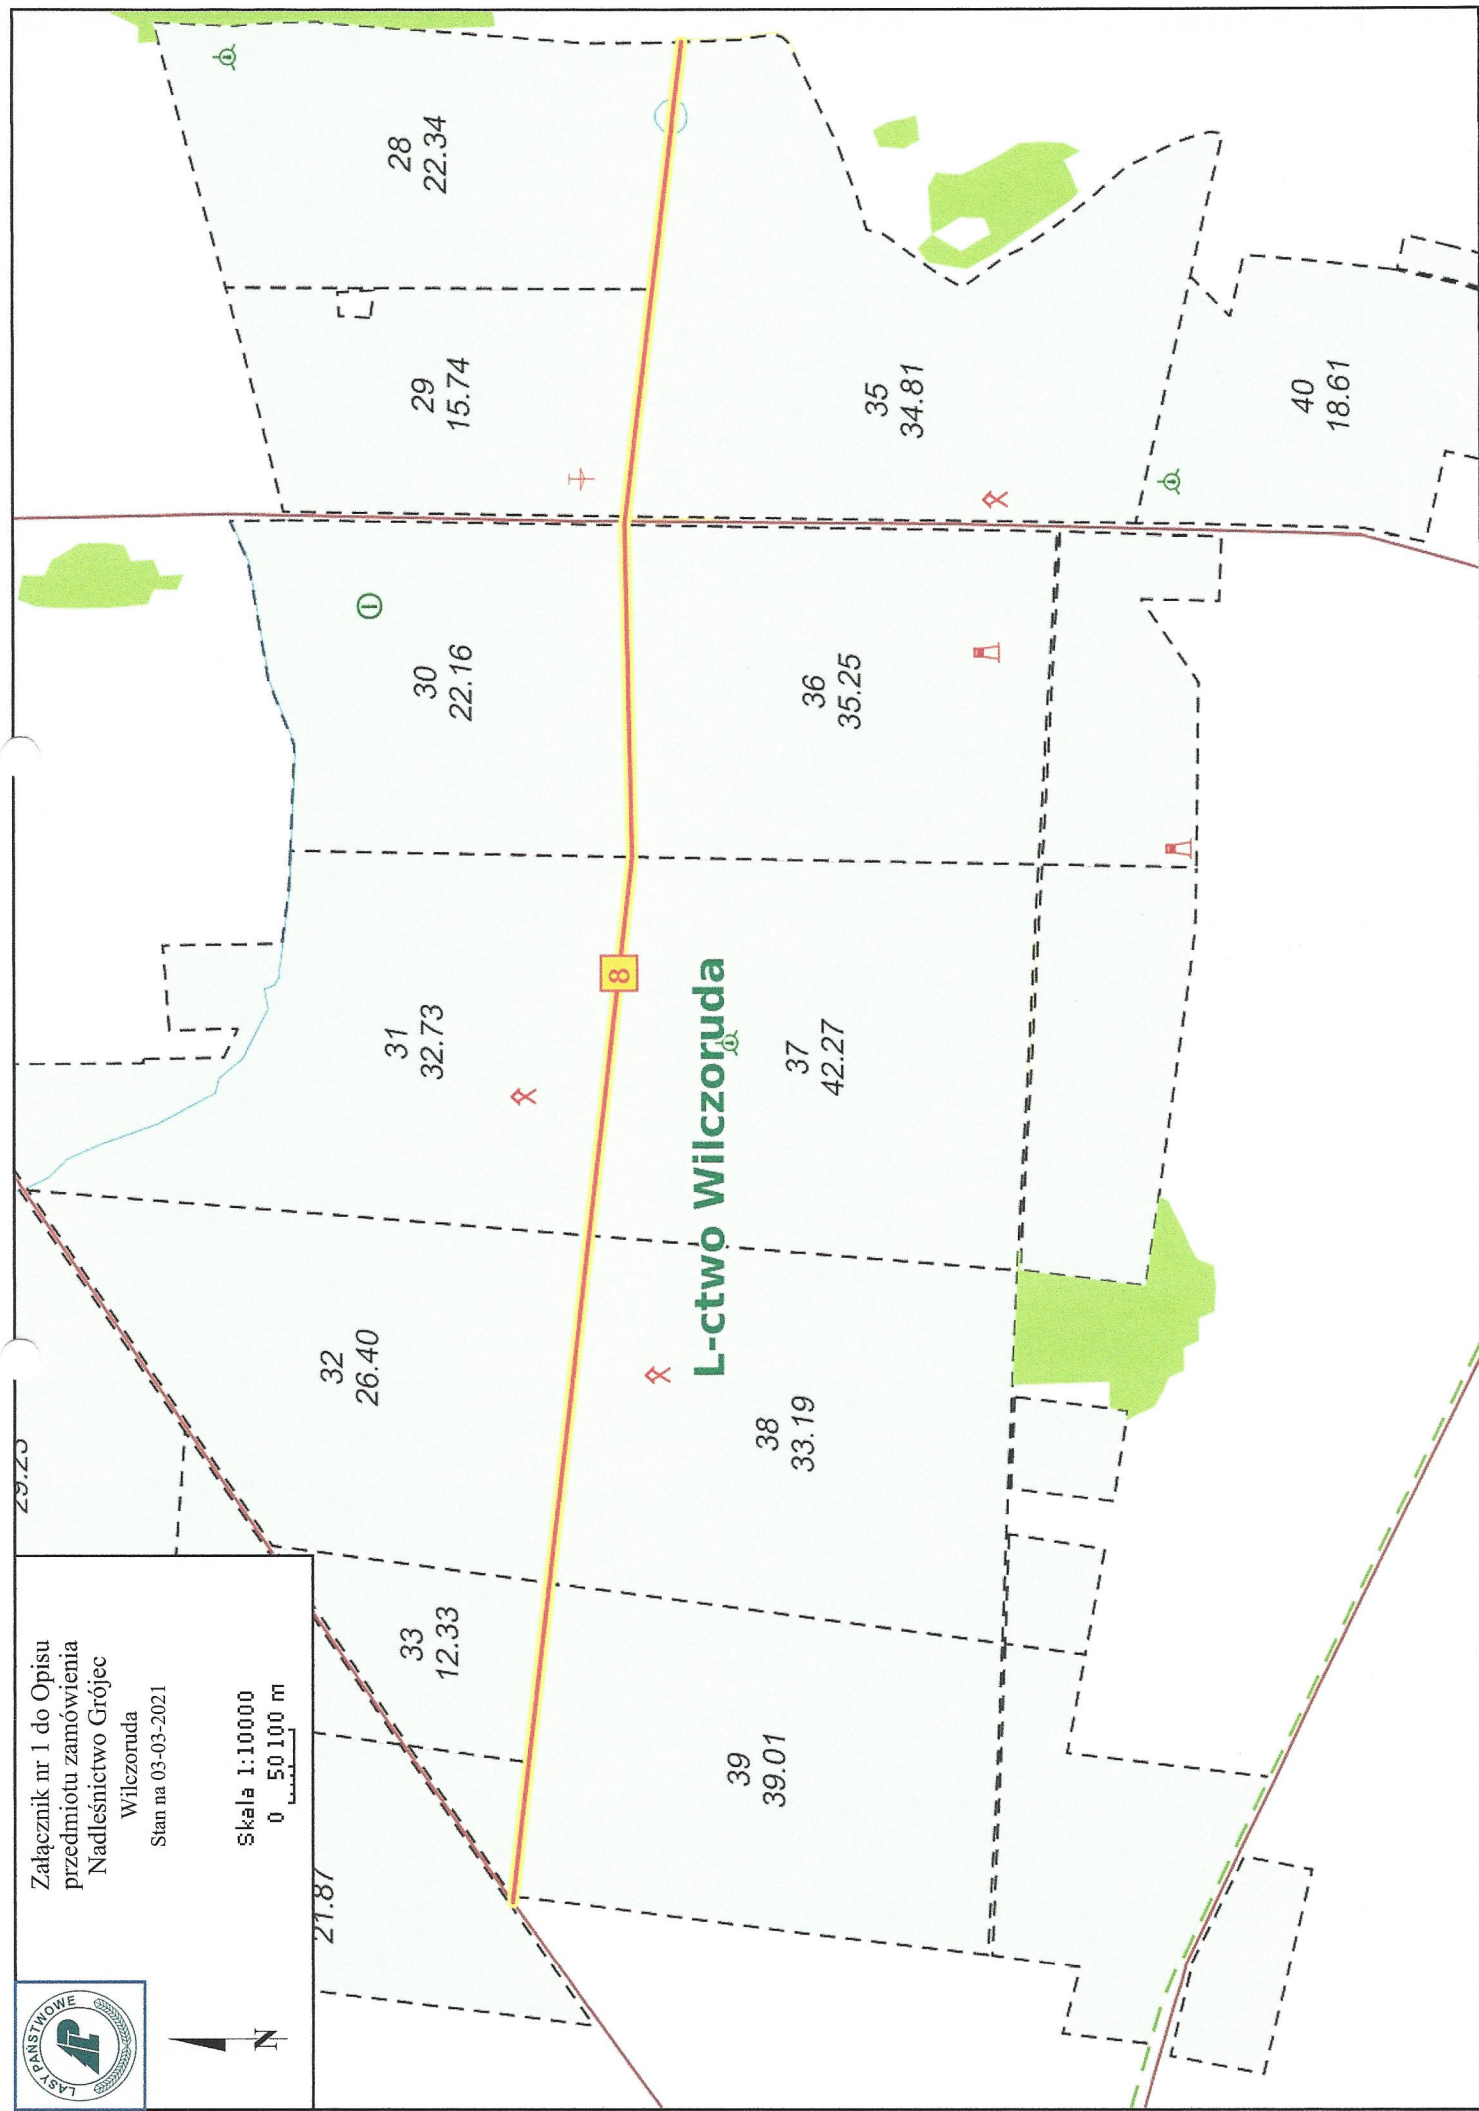 Załącznik nr 1 do Opisu
przedmiotu zamówienia
Nadleśnictwo Grójec
Wilczoruda
Stan na 03-03-2021
Skala 1:10000
0 50 100 m
LASY PAŃSTWOWE
N
29.25
21.87
33
12.33
32
26.40
31
32.73
30
22.16
29
15.74
28
22.34
8
L-ctwo Wilczoruda
39
39.01
38
33.19
37
42.27
36
35.25
35
34.81
40
18.61